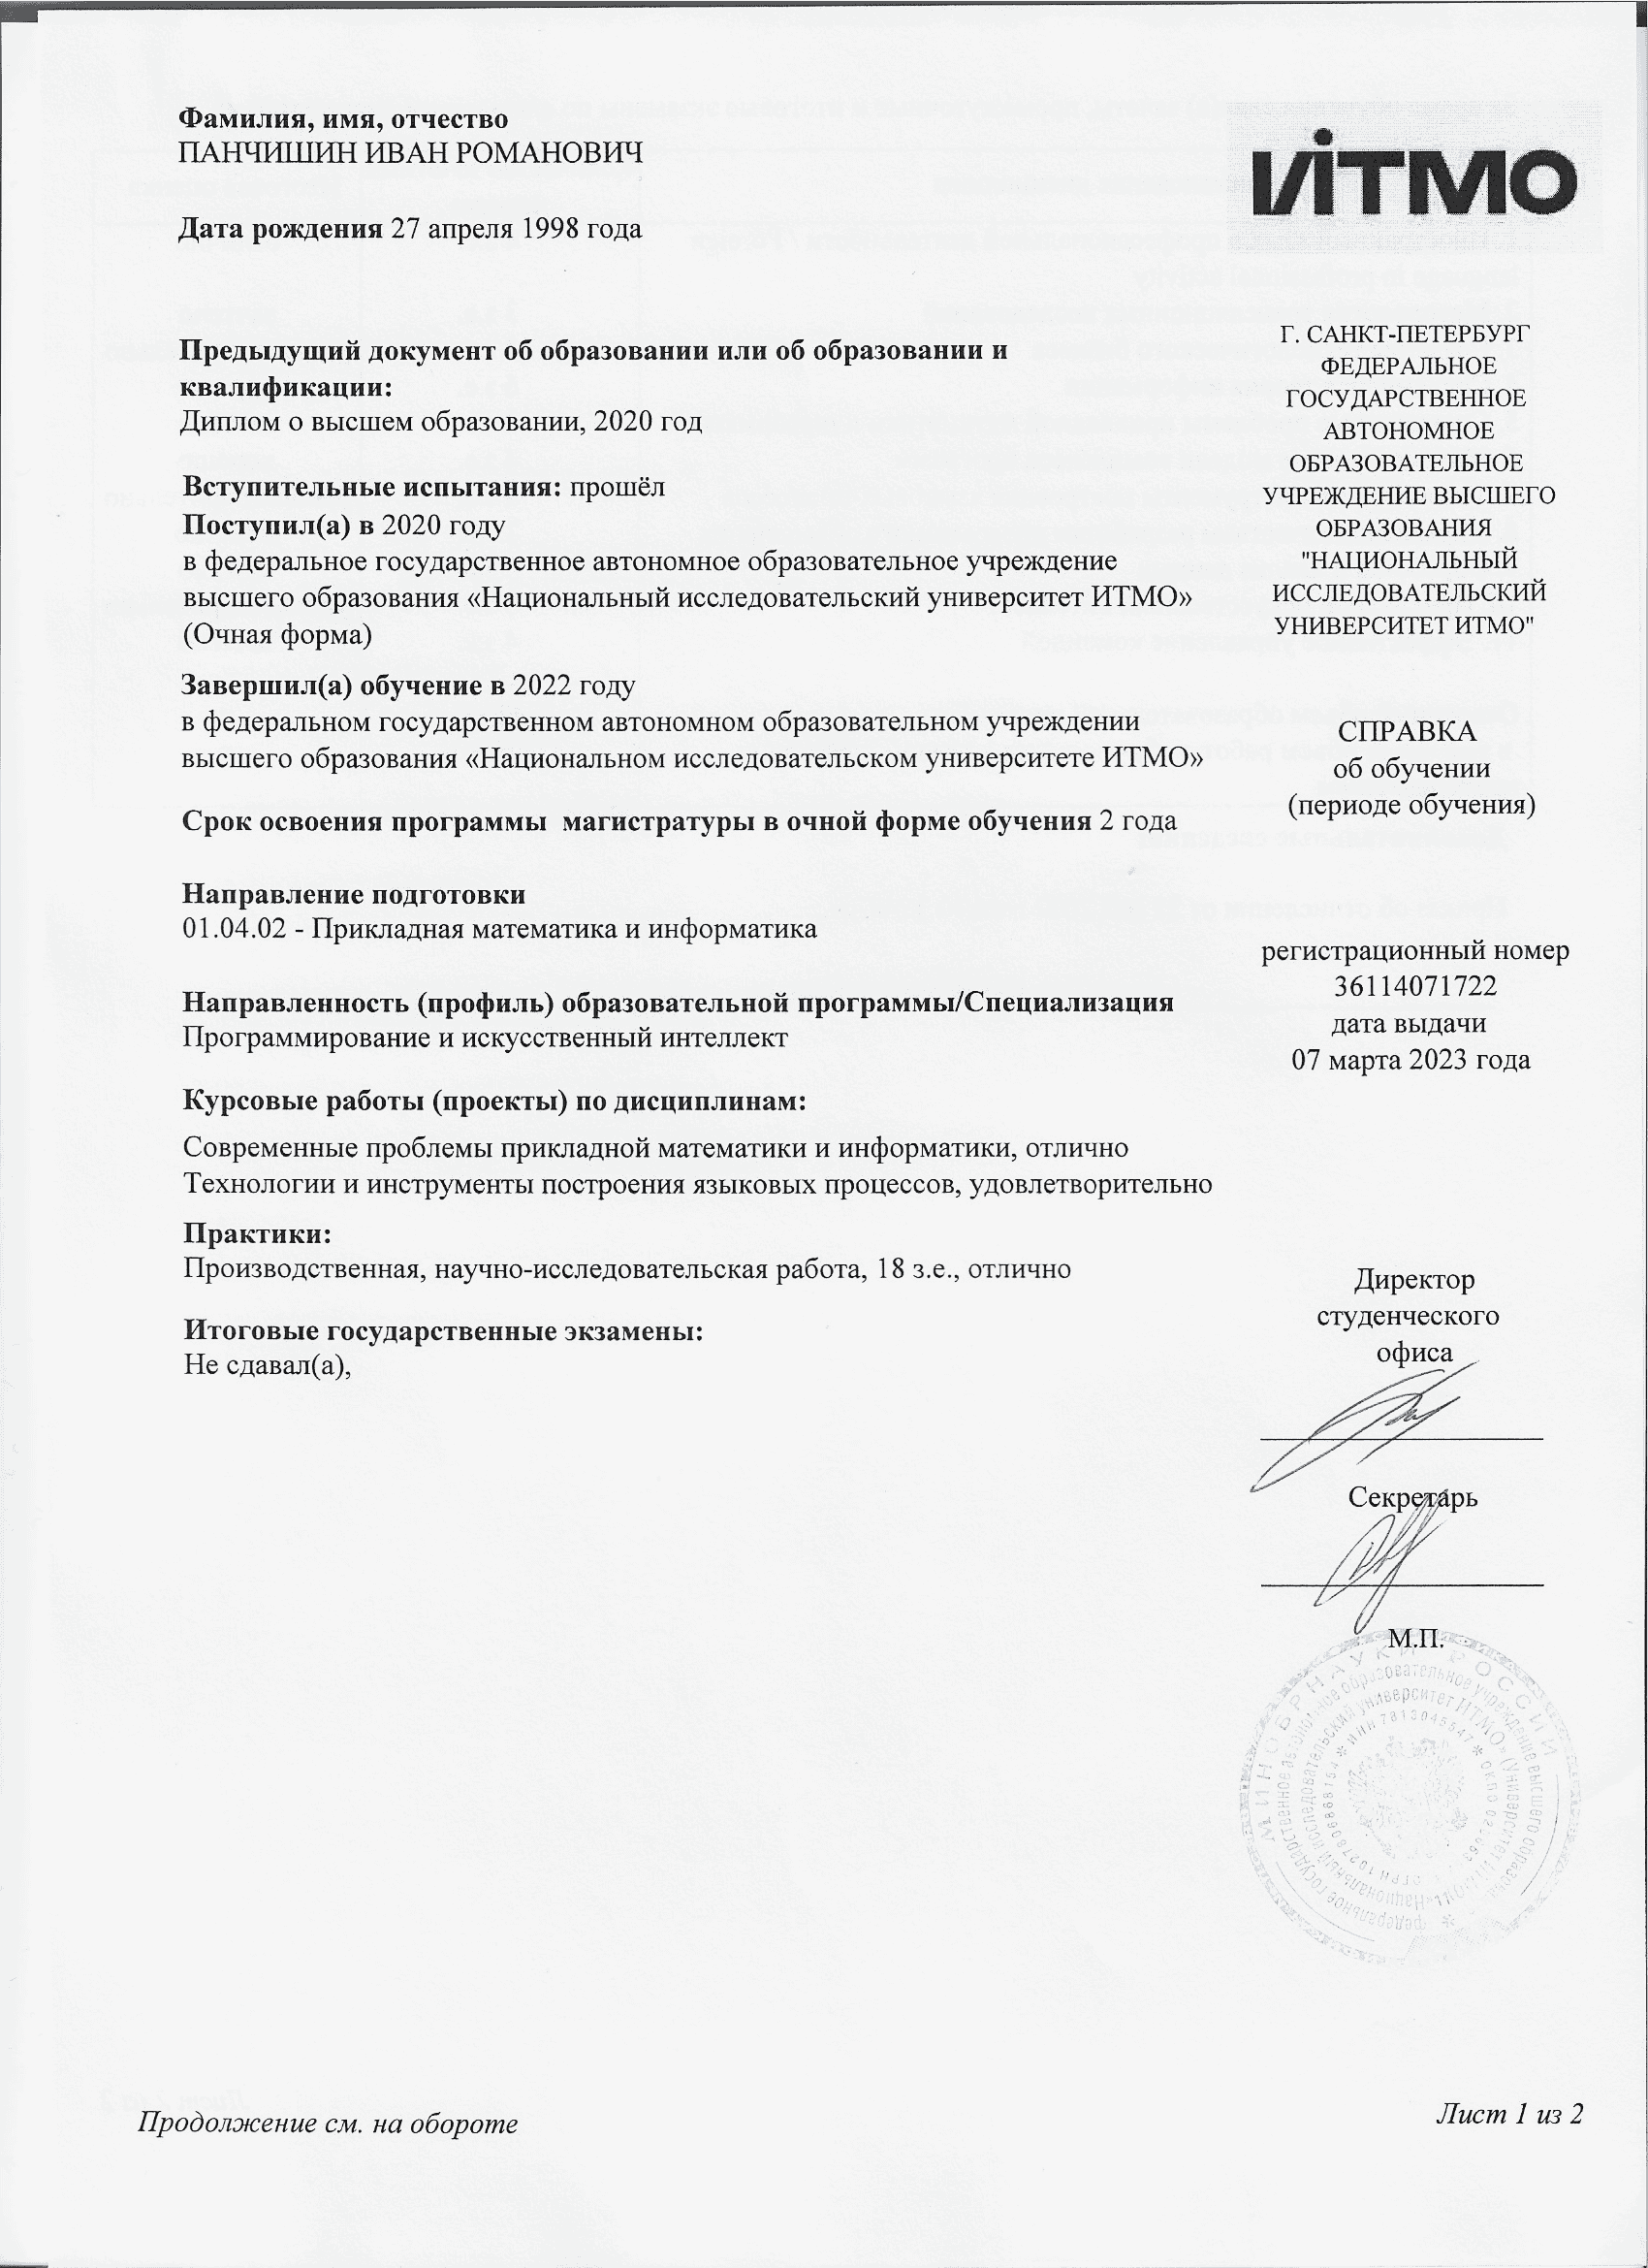 Фамилия, имя, отчество
ПАНЧИШИН ИВАН РОМАНОВИЧ
Дата рождения 27 апреля 1998 года
Предыдущий документ об образовании или об образовании и
квалификации:
Диплом о высшем образовании, 2020 год
Вступительные испытания: прошёл
Поступил(а) в 2020 году
в федеральное государственное автономное образовательное учреждение
высшего образования «Национальный исследовательский университет ИТМО»
(Очная форма)
Завершил(а) обучение в 2022 году
в федеральном государственном автономном образовательном учреждении
высшего образования «Национальном исследовательском университете ИТМО»
Срок освоения программы магистратуры в очной форме обучения 2 года
Направление подготовки
01.04.02 - Прикладная математика и информатика
Направленность (профиль) образовательной программы/Специализация
Программирование и искусственный интеллект
Курсовые работы (проекты) по дисциплинам:
Современные проблемы прикладной математики и информатики, отлично
Технологии и инструменты построения языковых процессов, удовлетворительно
Практики:
Производственная, научно-исследовательская работа, 18 з.е., отлично
Итоговые государственные экзамены:
Не сдавал(а),
ИТМО
Г. САНКТ-ПЕТЕРБУРГ
ФЕДЕРАЛЬНОЕ
ГОСУДАРСТВЕННОЕ
АВТОНОМНОЕ
ОБРАЗОВАТЕЛЬНОЕ
УЧРЕЖДЕНИЕ ВЫСШЕГО
ОБРАЗОВАНИЯ
"НАЦИОНАЛЬНЫЙ
ИССЛЕДОВАТЕЛЬСКИЙ
УНИВЕРСИТЕТ ИТМО"
СПРАВКА
об обучении
(периоде обучения)
регистрационный номер
36114071722
дата выдачи
07 марта 2023 года
Директор
студенческого
офиса
Секретарь
М.П.
МИНОБРНАУКИ РОССИИ
Продолжение см. на обороте
Лист 1 из 2